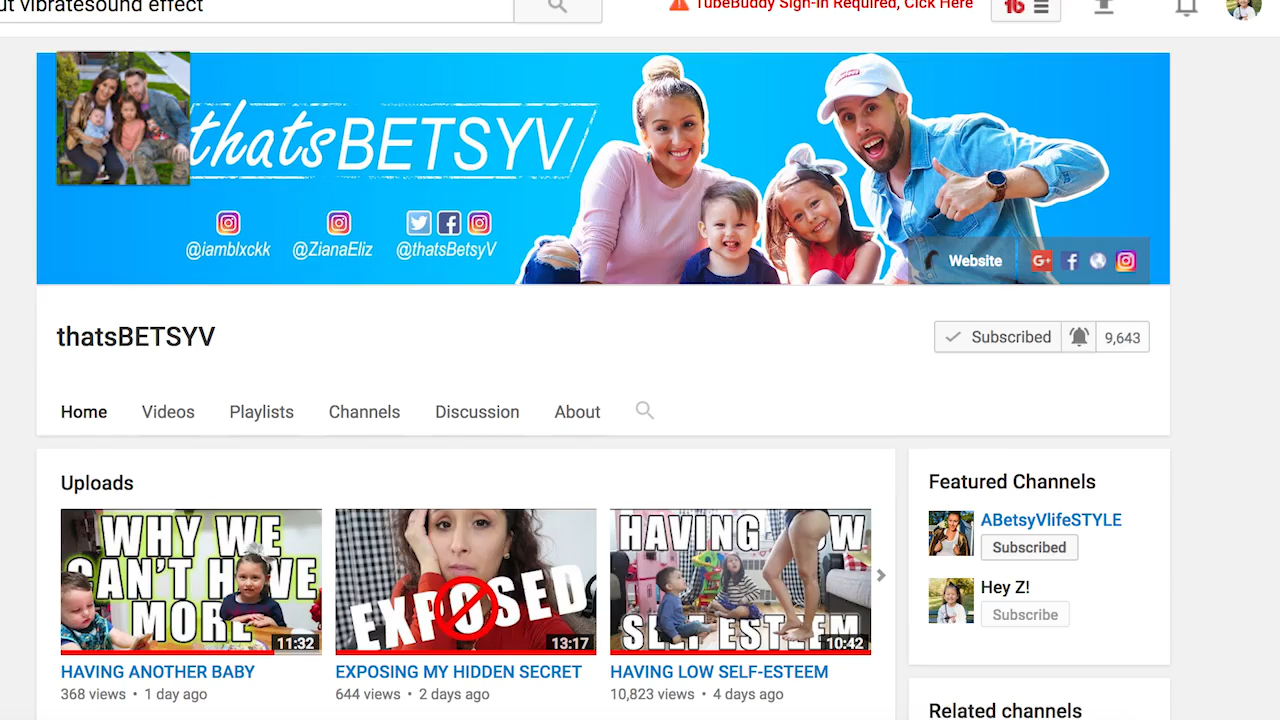 ut vibratesound effect
TubeBuddy Sign-in Required, Click Here
thatsBETSYV
@iamblxckk
@ZianaEliz
@thatsBetsyV
Website
G+
thatsBETSYV
Subscribed
9,643
Home
Videos
Playlists
Channels
Discussion
About
Uploads
WHY WE
CAN'T HAVE
MORE
11:32
EXPOSED
13:17
HAVING LOW
SELF ESTEEM
10:42
HAVING ANOTHER BABY
368 views • 1 day ago
EXPOSING MY HIDDEN SECRET
644 views • 2 days ago
HAVING LOW SELF-ESTEEM
10,823 views • 4 days ago
Featured Channels
ABetsyVlifeSTYLE
Subscribed
Hey Z!
Subscribe
Related channels